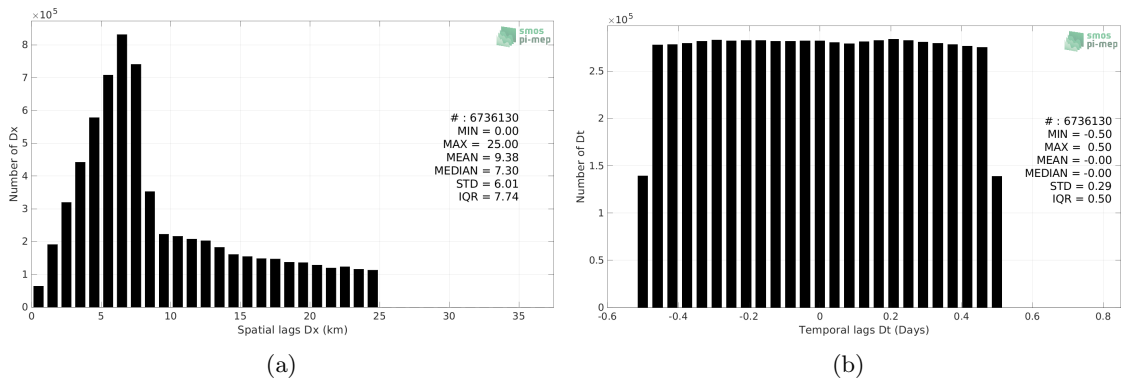 ×10⁵
9
8
7
6
5
4
3
2
1
0
Number of Dx
0 5 10 15 20 25 30 35
Spatial lags Dx (km)
smos
pi-mep
# : 6736130
MIN = 0.00
MAX = 25.00
MEAN = 9.38
MEDIAN = 7.30
STD = 6.01
IQR = 7.74
(a)
×10⁵
2.5
2
1.5
1
0.5
0
Number of Dt
-0.6 -0.4 -0.2 0 0.2 0.4 0.6 0.8
Temporal lags Dt (Days)
smos
pi-mep
# : 6736130
MIN = -0.50
MAX = 0.50
MEAN = -0.00
MEDIAN = -0.00
STD = 0.29
IQR = 0.50
(b)